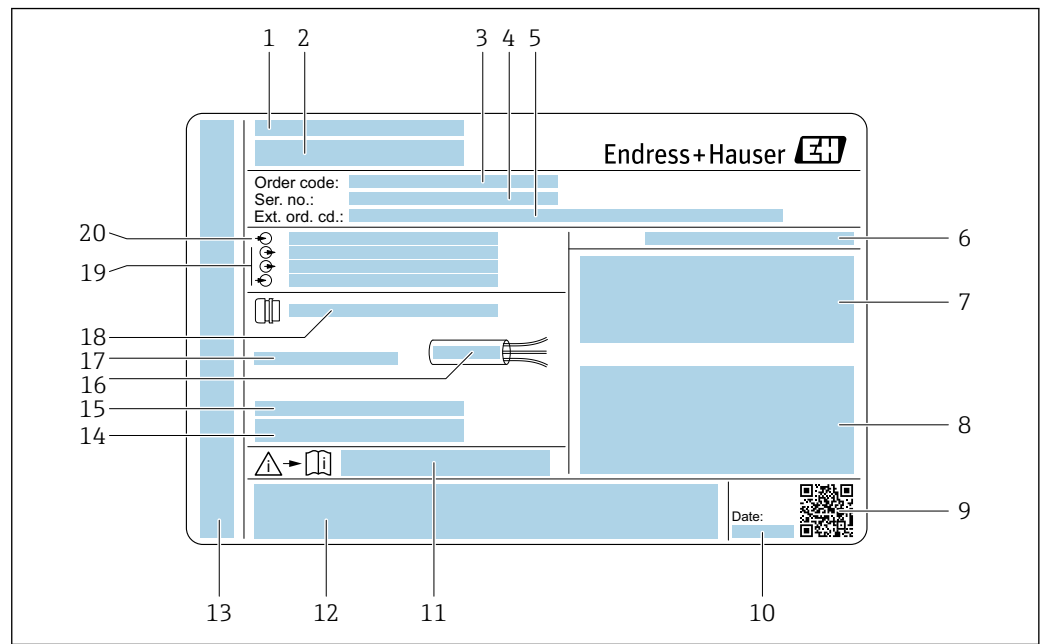 1 2 3 4 5
Endress+Hauser EH
Order code:
Ser. no.:
Ext. ord. cd.:
20
6
19
i
i
7
18
17
16
15
14
8
9
Date:
13 12 11 10